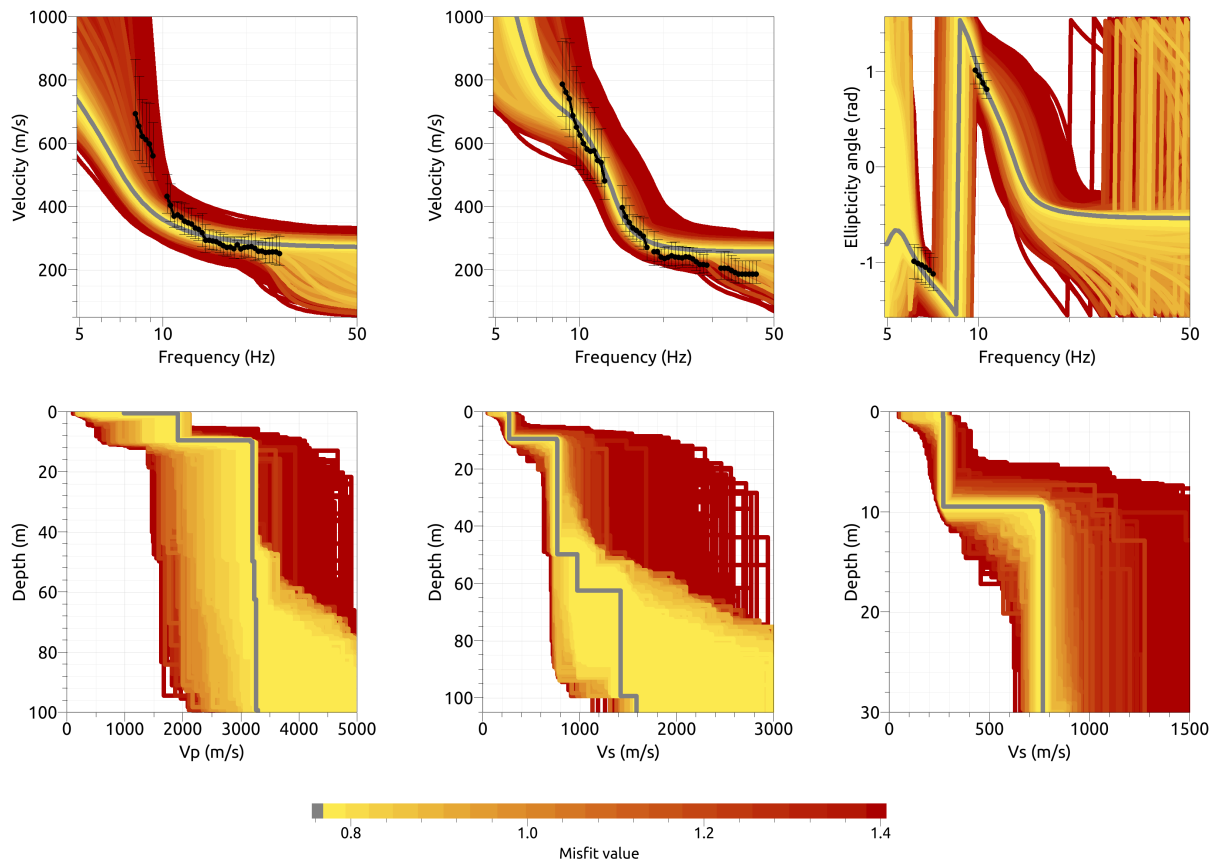 1000
800
600
400
200
Velocity (m/s)
5 10 50
Frequency (Hz)
1000
800
600
400
200
Velocity (m/s)
5 10 50
Frequency (Hz)
1
0
-1
Ellipticity angle (rad)
5 10 50
Frequency (Hz)
0
20
40
60
80
100
Depth (m)
0 1000 2000 3000 4000 5000
Vp (m/s)
0
20
40
60
80
100
Depth (m)
0 1000 2000 3000
Vs (m/s)
0
10
20
30
Depth (m)
0 500 1000 1500
Vs (m/s)
0.8 1.0 1.2 1.4
Misfit value